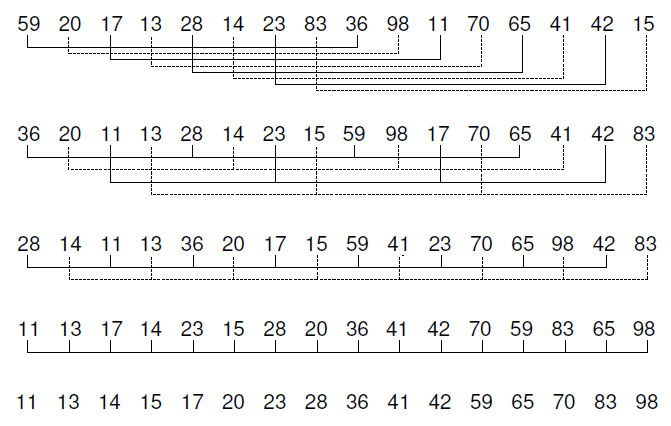 59 20 17 13 28 14 23 83 36 98 11 70 65 41 42 15
36 20 11 13 28 14 23 15 59 98 17 70 65 41 42 83
28 14 11 13 36 20 17 15 59 41 23 70 65 98 42 83
11 13 17 14 23 15 28 20 36 41 42 70 59 83 65 98
11 13 14 15 17 20 23 28 36 41 42 59 65 70 83 98